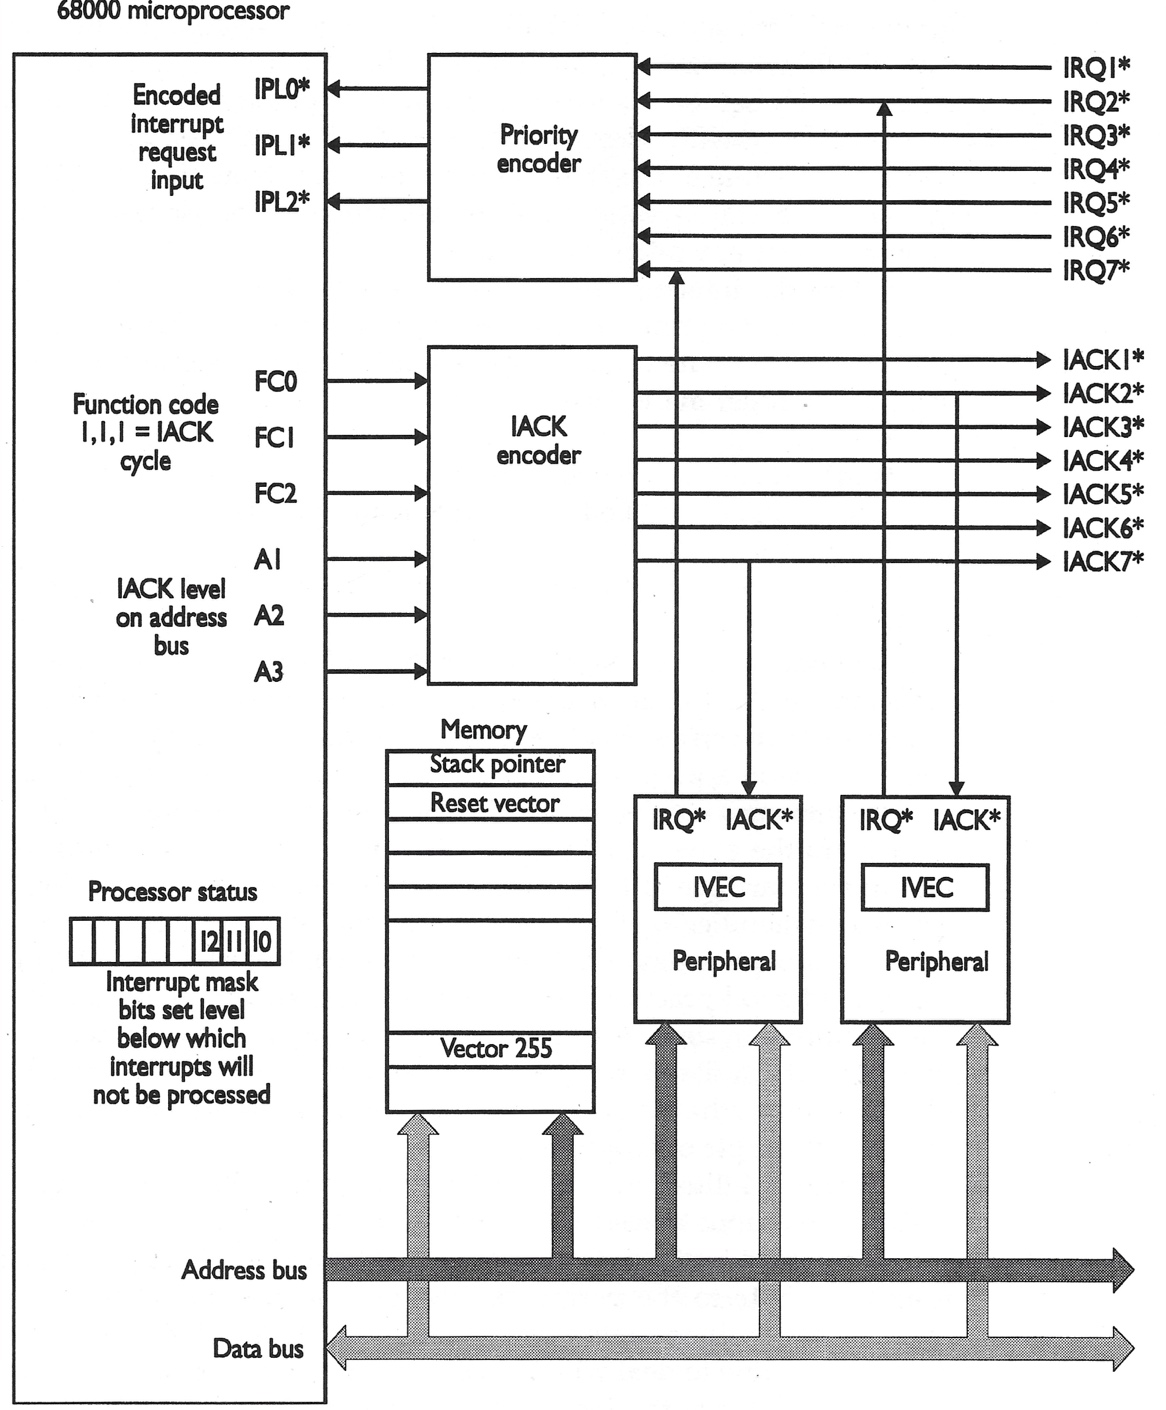 68000 microprocessor
Encoded
interrupt
request
input
IPL0*
IPL1*
IPL2*
Priority
encoder
IRQ1*
IRQ2*
IRQ3*
IRQ4*
IRQ5*
IRQ6*
IRQ7*
Function code
1,1,1 = IACK
cycle
FC0
FC1
FC2
IACK level
on address
bus
A1
A2
A3
IACK
encoder
IACK1*
IACK2*
IACK3*
IACK4*
IACK5*
IACK6*
IACK7*
Memory
Stack pointer
Reset vector
Vector 255
IRQ* IACK*
IVEC
Peripheral
IRQ* IACK*
IVEC
Peripheral
Processor status
I2 I1 I0
Interrupt mask
bits set level
below which
interrupts will
not be processed
Address bus
Data bus